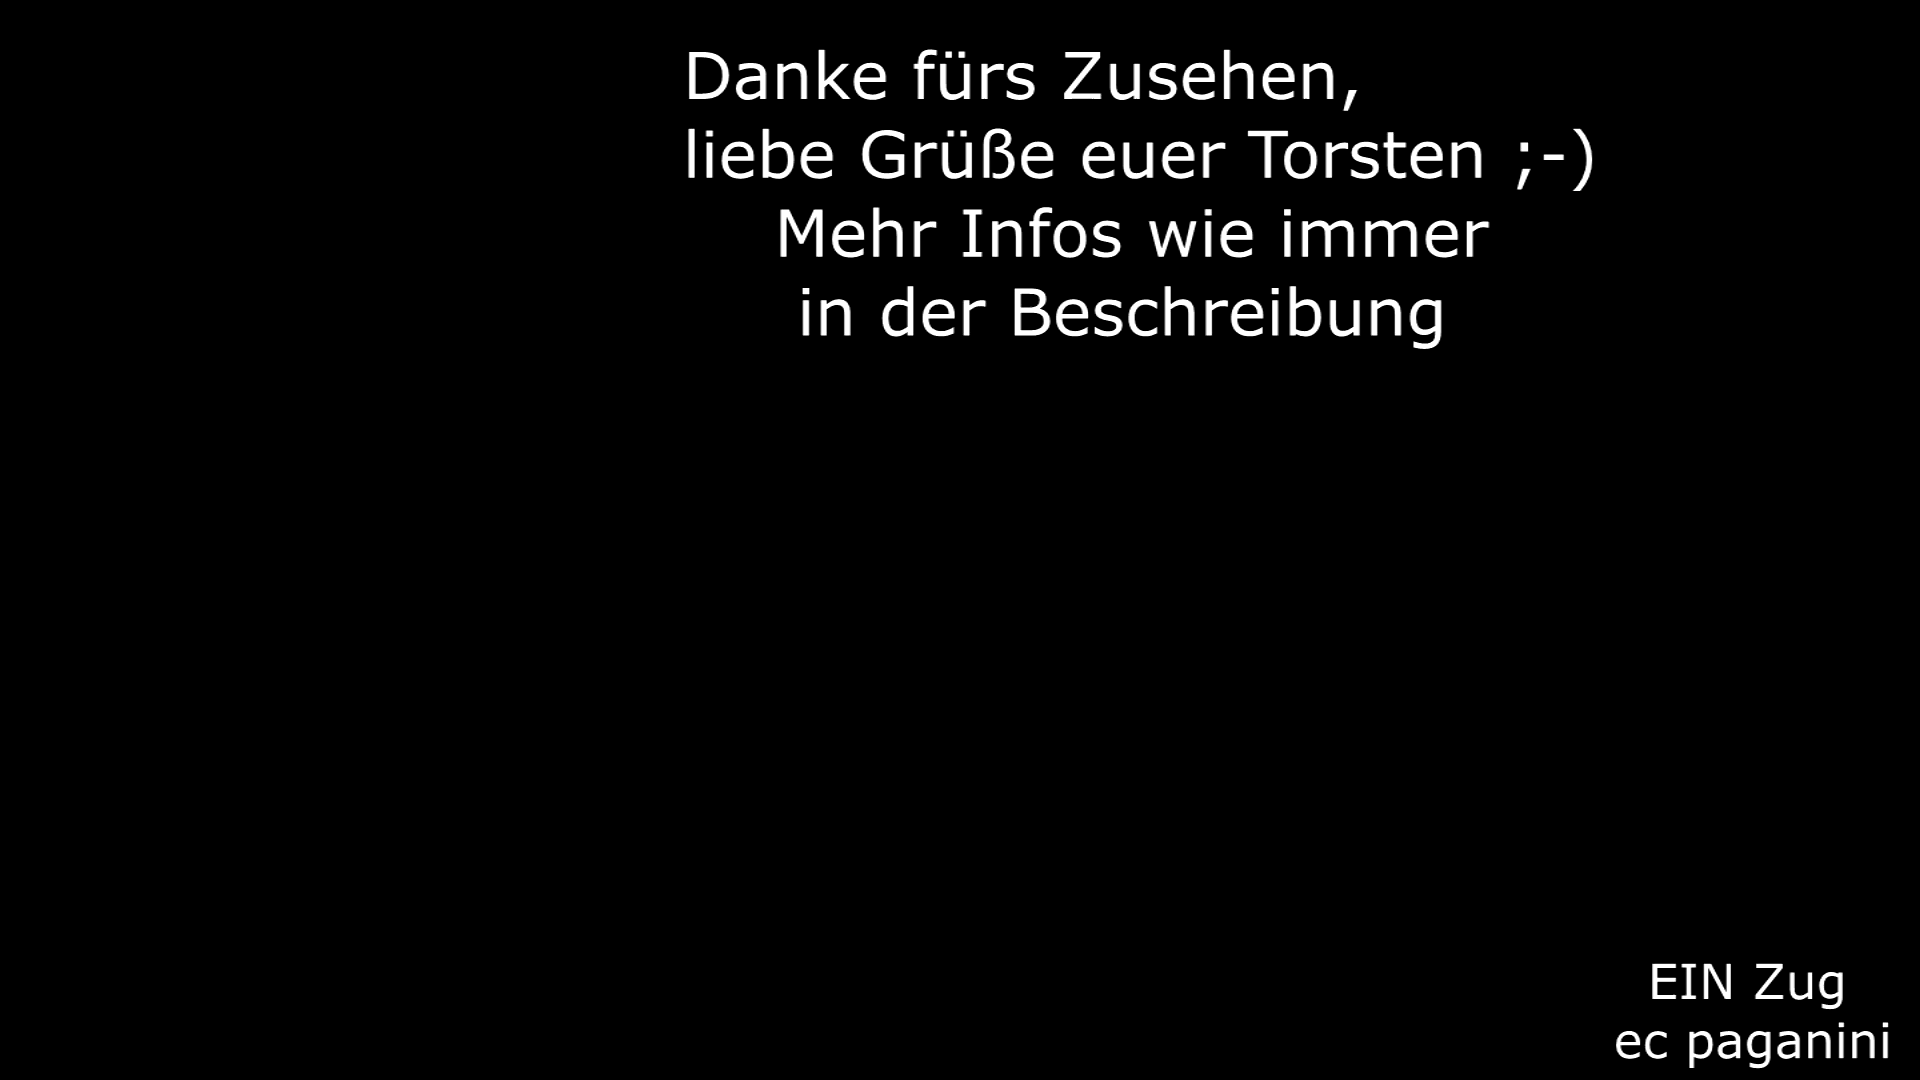 Danke fürs Zusehen,
liebe Grüße euer Torsten ;-)
Mehr Infos wie immer
in der Beschreibung
EIN Zug
ec paganini